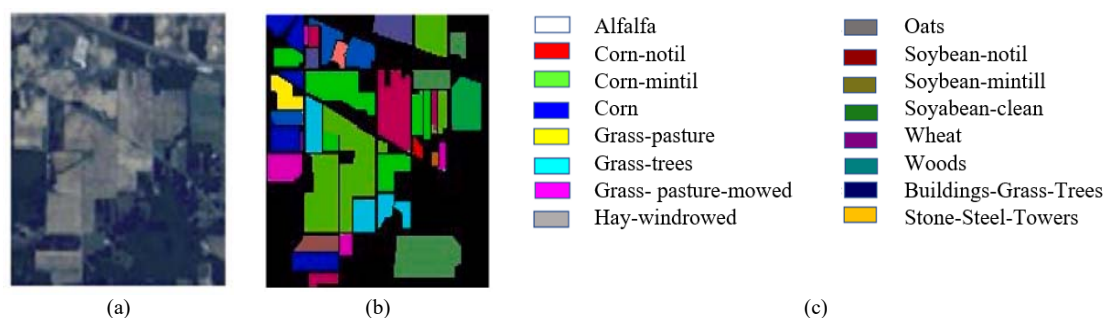 Alfalfa
Corn-notil
Corn-mintil
Corn
Grass-pasture
Grass-trees
Grass- pasture-mowed
Hay-windrowed
Oats
Soybean-notil
Soybean-mintill
Soyabean-clean
Wheat
Woods
Buildings-Grass-Trees
Stone-Steel-Towers
(a)
(b)
(c)